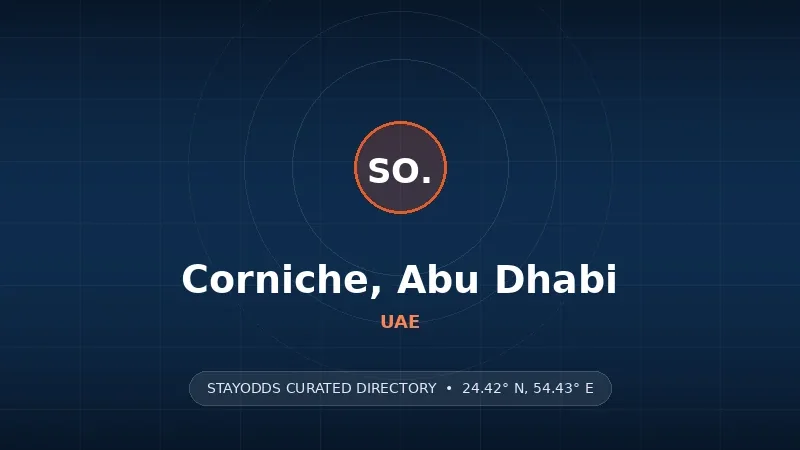 SO.
Corniche, Abu Dhabi
UAE
STAYODDS CURATED DIRECTORY • 24.42° N, 54.43° E